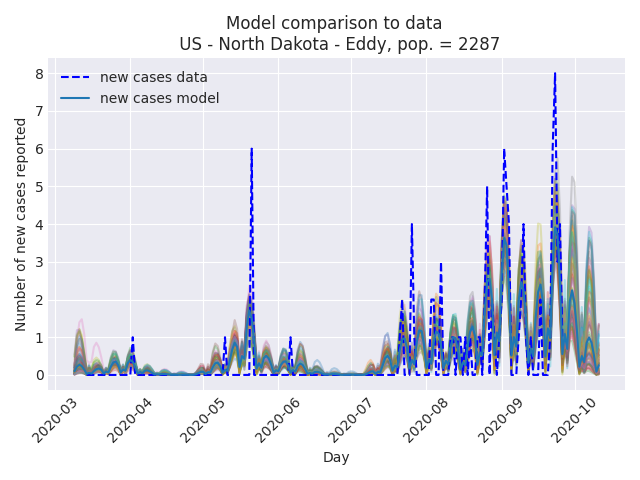 Model comparison to data
US - North Dakota - Eddy, pop. = 2287
new cases data
new cases model
Number of new cases reported
8
7
6
5
4
3
2
1
0
2020-03
2020-04
2020-05
2020-06
2020-07
2020-08
2020-09
2020-10
Day